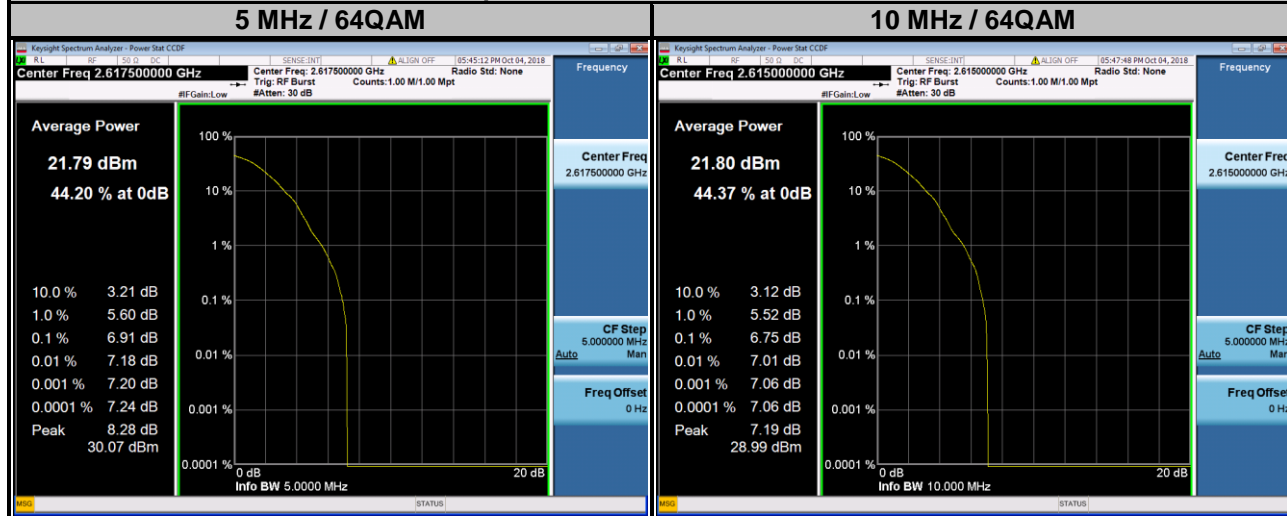 5 MHz / 64QAM
10 MHz / 64QAM
Keysight Spectrum Analyzer - Power Stat CCDF
RL RF 50 Ω DC SENSE:INT ALIGN OFF 05:45:12 PM Oct 04, 2018
Center Freq 2.617500000 GHz
Center Freq: 2.617500000 GHz Radio Std: None
Trig: RF Burst Counts:1.00 M/1.00 Mpt
#IFGain:Low #Atten: 30 dB
Frequency
Average Power
21.79 dBm
44.20 % at 0dB
10.0 % 3.21 dB
1.0 % 5.60 dB
0.1 % 6.91 dB
0.01 % 7.18 dB
0.001 % 7.20 dB
0.0001 % 7.24 dB
Peak 8.28 dB
30.07 dBm
100 %
10 %
1 %
0.1 %
0.01 %
0.001 %
0.0001 %
0 dB 20 dB
Info BW 5.0000 MHz
Center Freq
2.617500000 GHz
CF Step
5.000000 MHz
Auto Man
Freq Offset
0 Hz
MSG STATUS
Keysight Spectrum Analyzer - Power Stat CCDF
RL RF 50 Ω DC SENSE:INT ALIGN OFF 05:47:48 PM Oct 04, 2018
Center Freq 2.615000000 GHz
Center Freq: 2.615000000 GHz Radio Std: None
Trig: RF Burst Counts:1.00 M/1.00 Mpt
#IFGain:Low #Atten: 30 dB
Frequency
Average Power
21.80 dBm
44.37 % at 0dB
10.0 % 3.12 dB
1.0 % 5.52 dB
0.1 % 6.75 dB
0.01 % 7.01 dB
0.001 % 7.06 dB
0.0001 % 7.06 dB
Peak 7.19 dB
28.99 dBm
100 %
10 %
1 %
0.1 %
0.01 %
0.001 %
0.0001 %
0 dB 20 dB
Info BW 10.000 MHz
Center Freq
2.615000000 GHz
CF Step
5.000000 MHz
Auto Man
Freq Offset
0 Hz
MSG STATUS